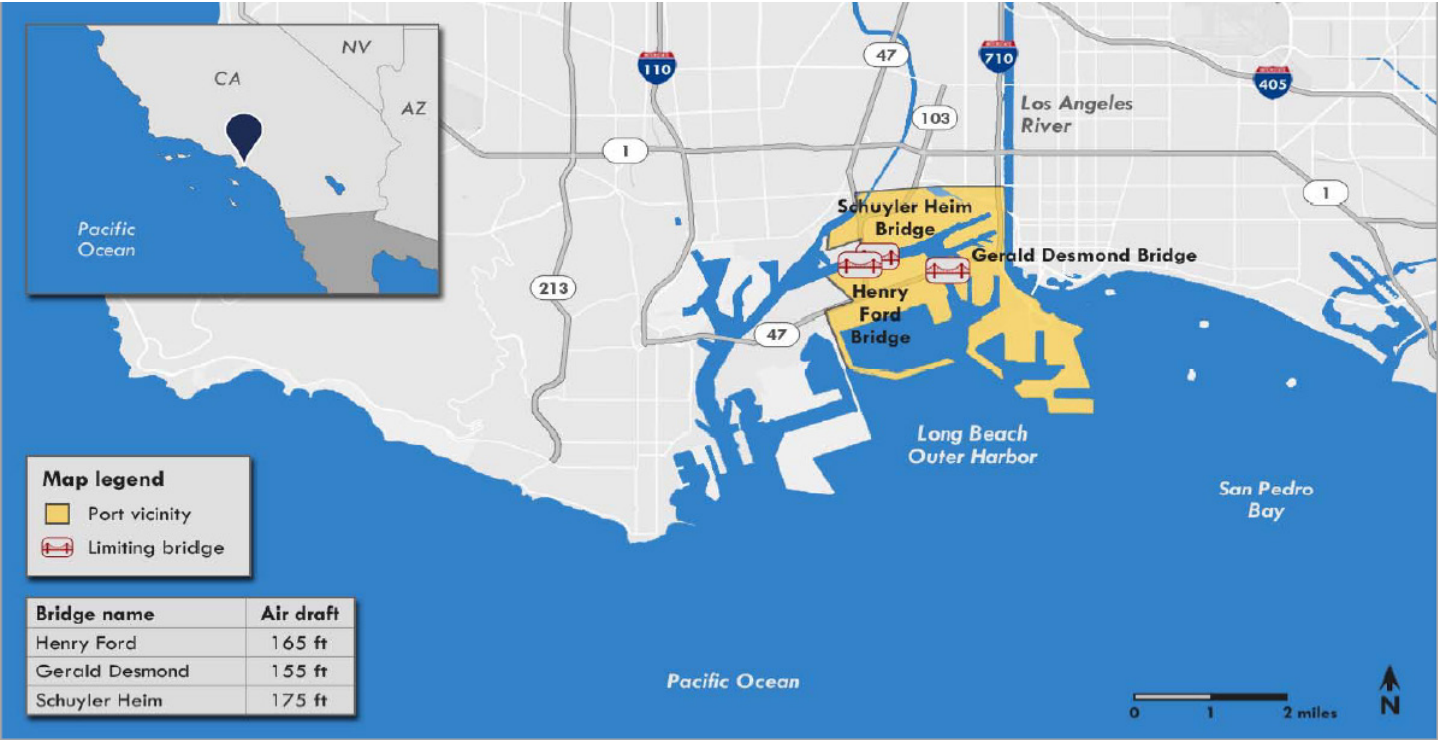 NV
CA
AZ
Pacific
Ocean
INTERSTATE
110
47
INTERSTATE
710
INTERSTATE
405
Los Angeles
River
103
1
1
Schuyler Heim
Bridge
Gerald Desmond Bridge
213
Henry
Ford
Bridge
47
Long Beach
Outer Harbor
San Pedro
Bay
Map legend
Port vicinity
Limiting bridge
Bridge name Air draft
Henry Ford 165 ft
Gerald Desmond 155 ft
Schuyler Heim 175 ft
Pacific Ocean
0 1 2 miles
N